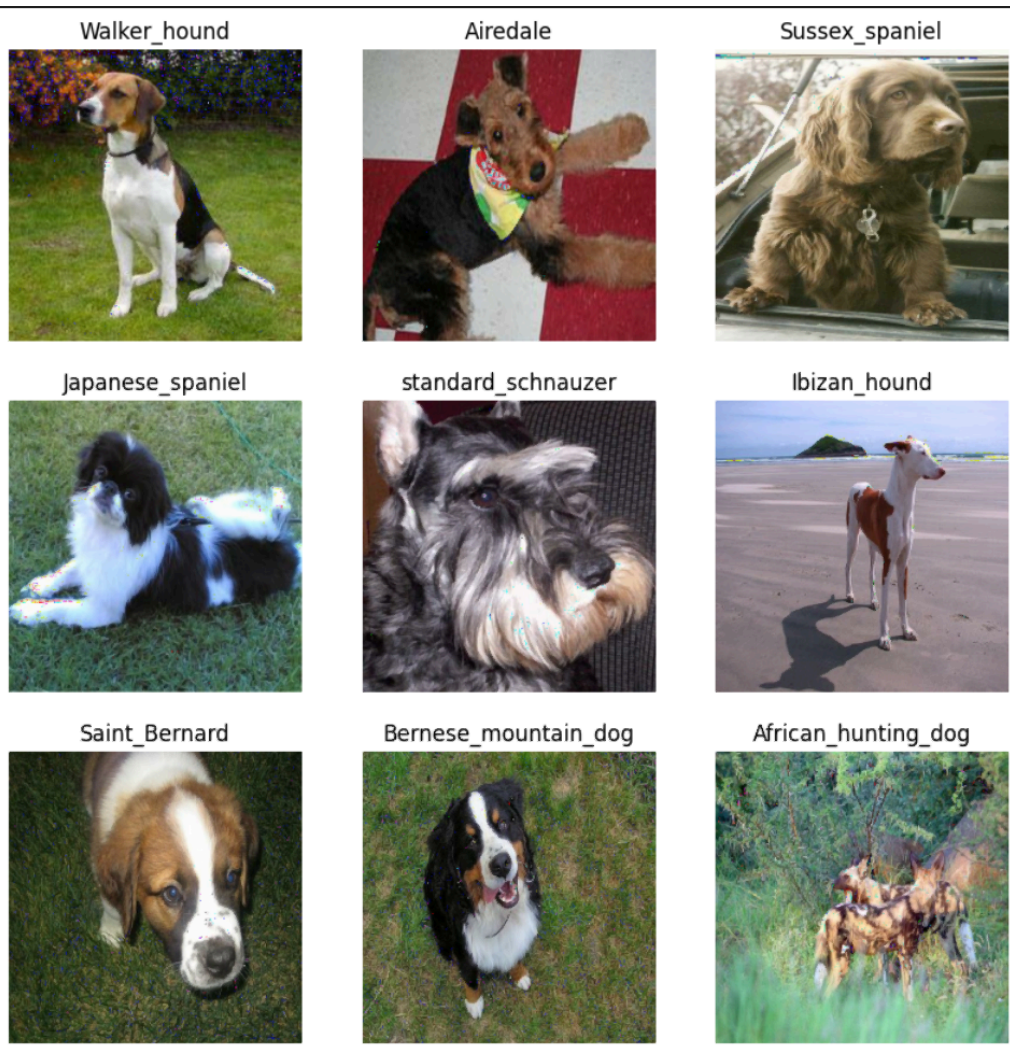 Walker_hound
Airedale
Sussex_spaniel
Japanese_spaniel
standard_schnauzer
Ibizan_hound
Saint_Bernard
Bernese_mountain_dog
African_hunting_dog